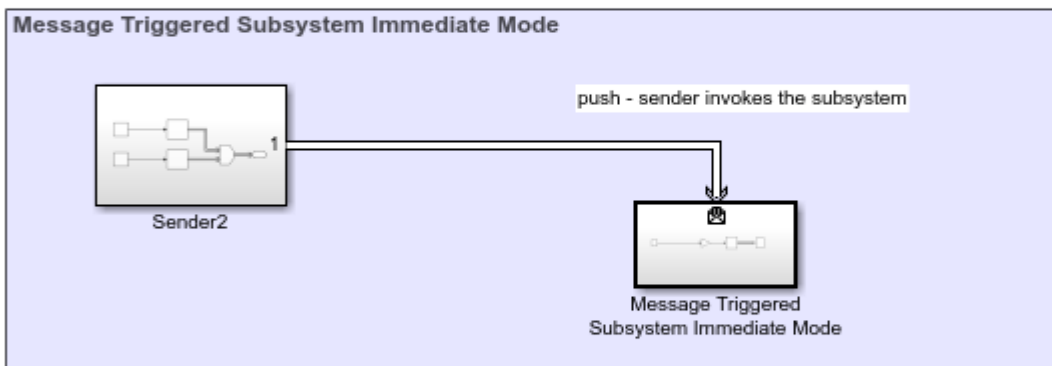 Message Triggered Subsystem Immediate Mode
push - sender invokes the subsystem
1
Sender2
Message Triggered
Subsystem Immediate Mode